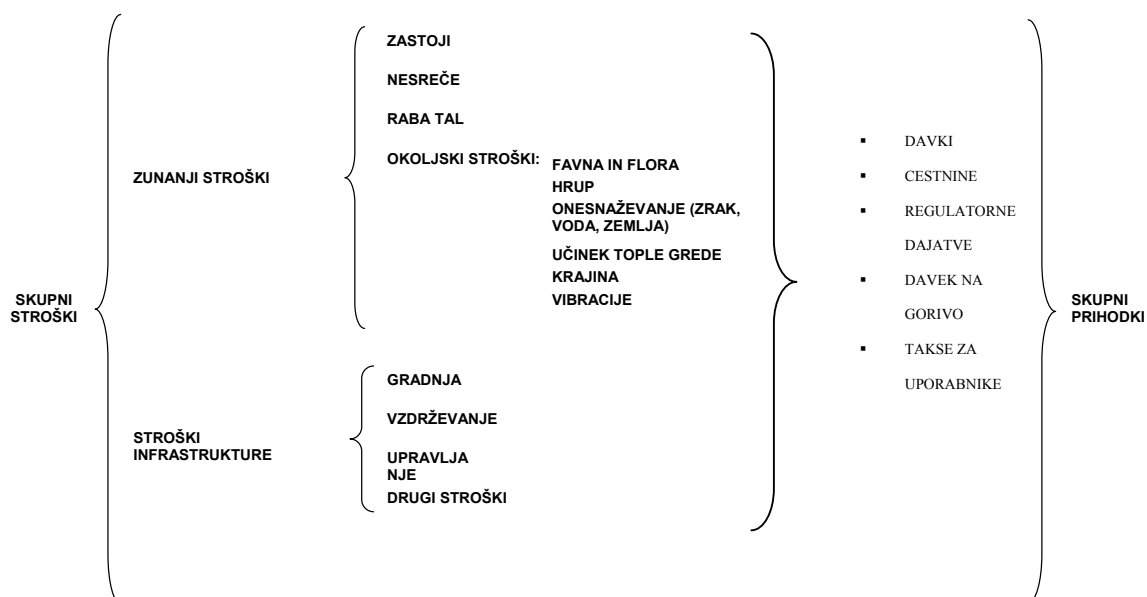 SKUPNI
STROŠKI
ZUNANJI STROŠKI
ZASTOJI
NESREČE
RABA TAL
OKOLJSKI STROŠKI:
FAVNA IN FLORA
HRUP
ONESNAŽEVANJE (ZRAK,
VODA, ZEMLJA)
UČINEK TOPLE GREDE
KRAJINA
VIBRACIJE
STROŠKI
INFRASTRUKTURE
GRADNJA
VZDRŽEVANJE
UPRAVLJA
NJE
DRUGI STROŠKI
▪ DAVKI
▪ CESTNINE
▪ REGULATORNE
DAJATVE
▪ DAVEK NA
GORIVO
▪ TAKSE ZA
UPORABNIKE
SKUPNI
PRIHODKI